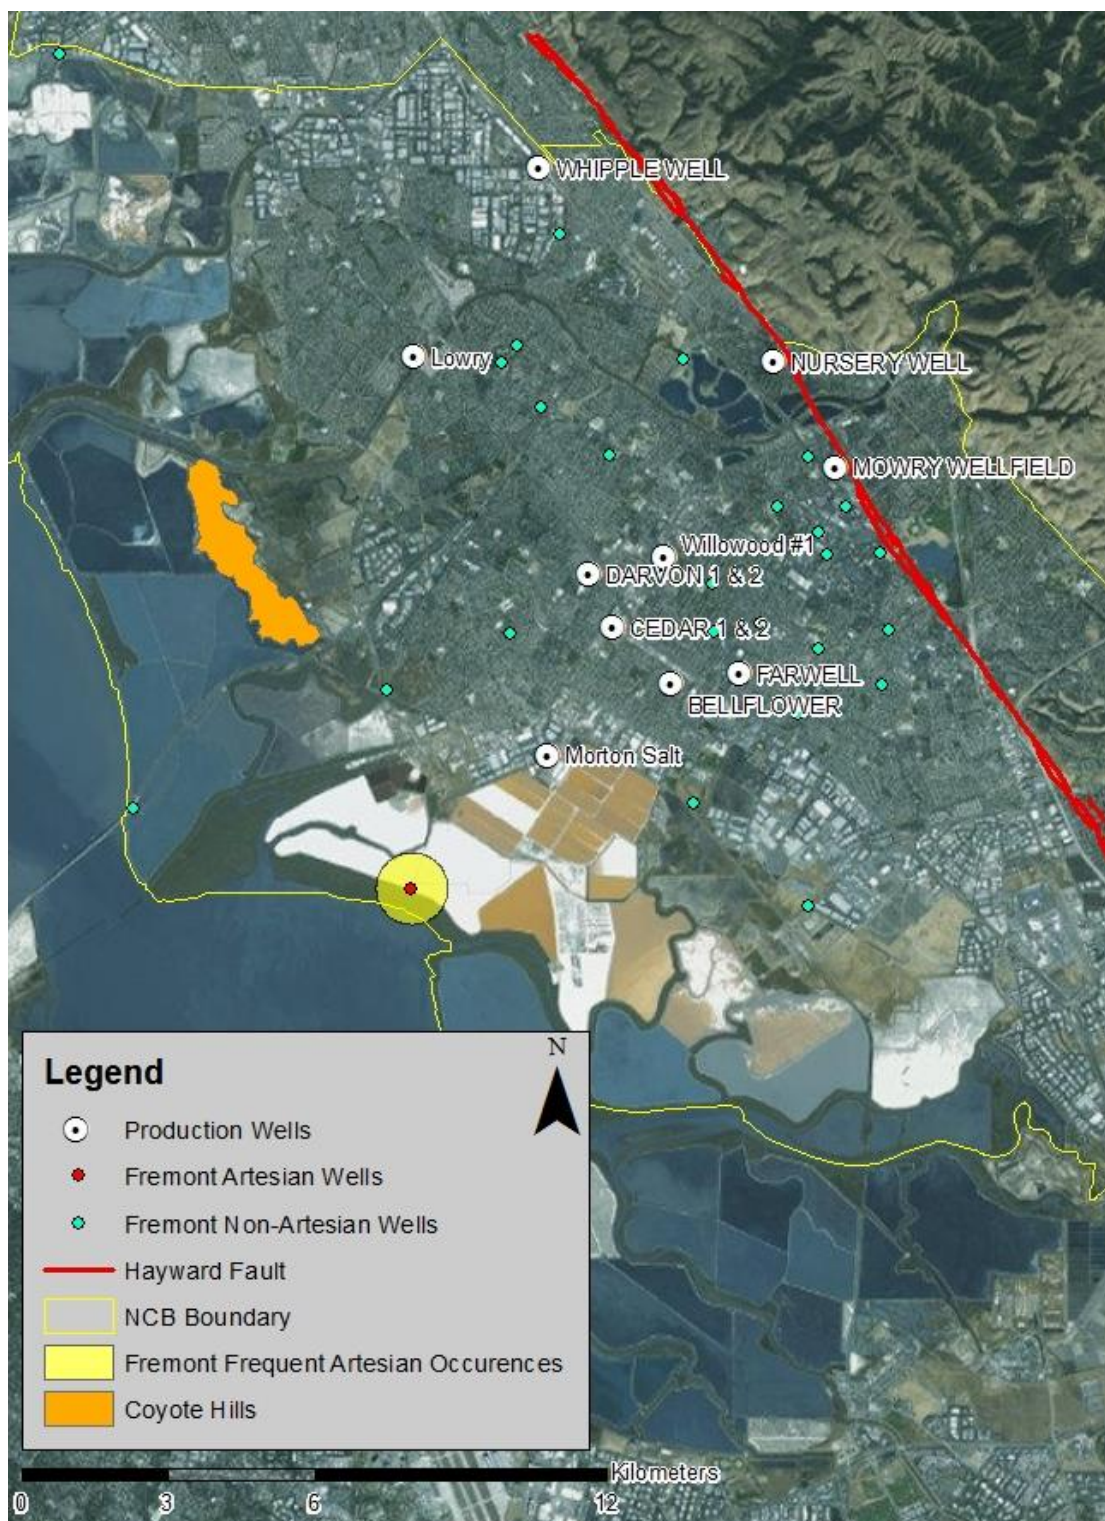 WHIPPLE WELL
Lowry
NURSERY WELL
MOWRY WELLFIELD
Willowood #1
DARVON 1 & 2
CEDAR 1 & 2
FARWELL
BELLFLOWER
Morton Salt
Legend
N
Production Wells
Fremont Artesian Wells
Fremont Non-Artesian Wells
Hayward Fault
NCB Boundary
Fremont Frequent Artesian Occurences
Coyote Hills
Kilometers
0 3 6 12